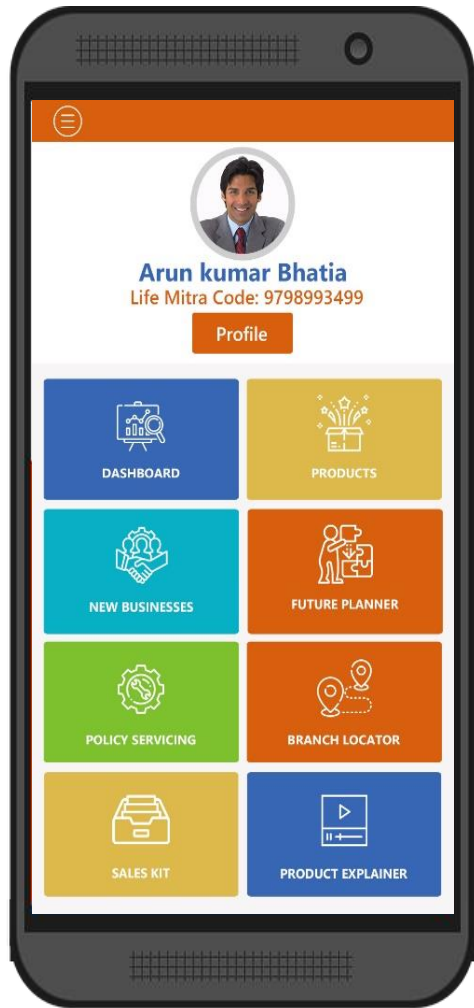 Arun kumar Bhatia
Life Mitra Code: 9798993499
Profile
DASHBOARD
PRODUCTS
NEW BUSINESSES
FUTURE PLANNER
POLICY SERVICING
BRANCH LOCATOR
SALES KIT
PRODUCT EXPLAINER